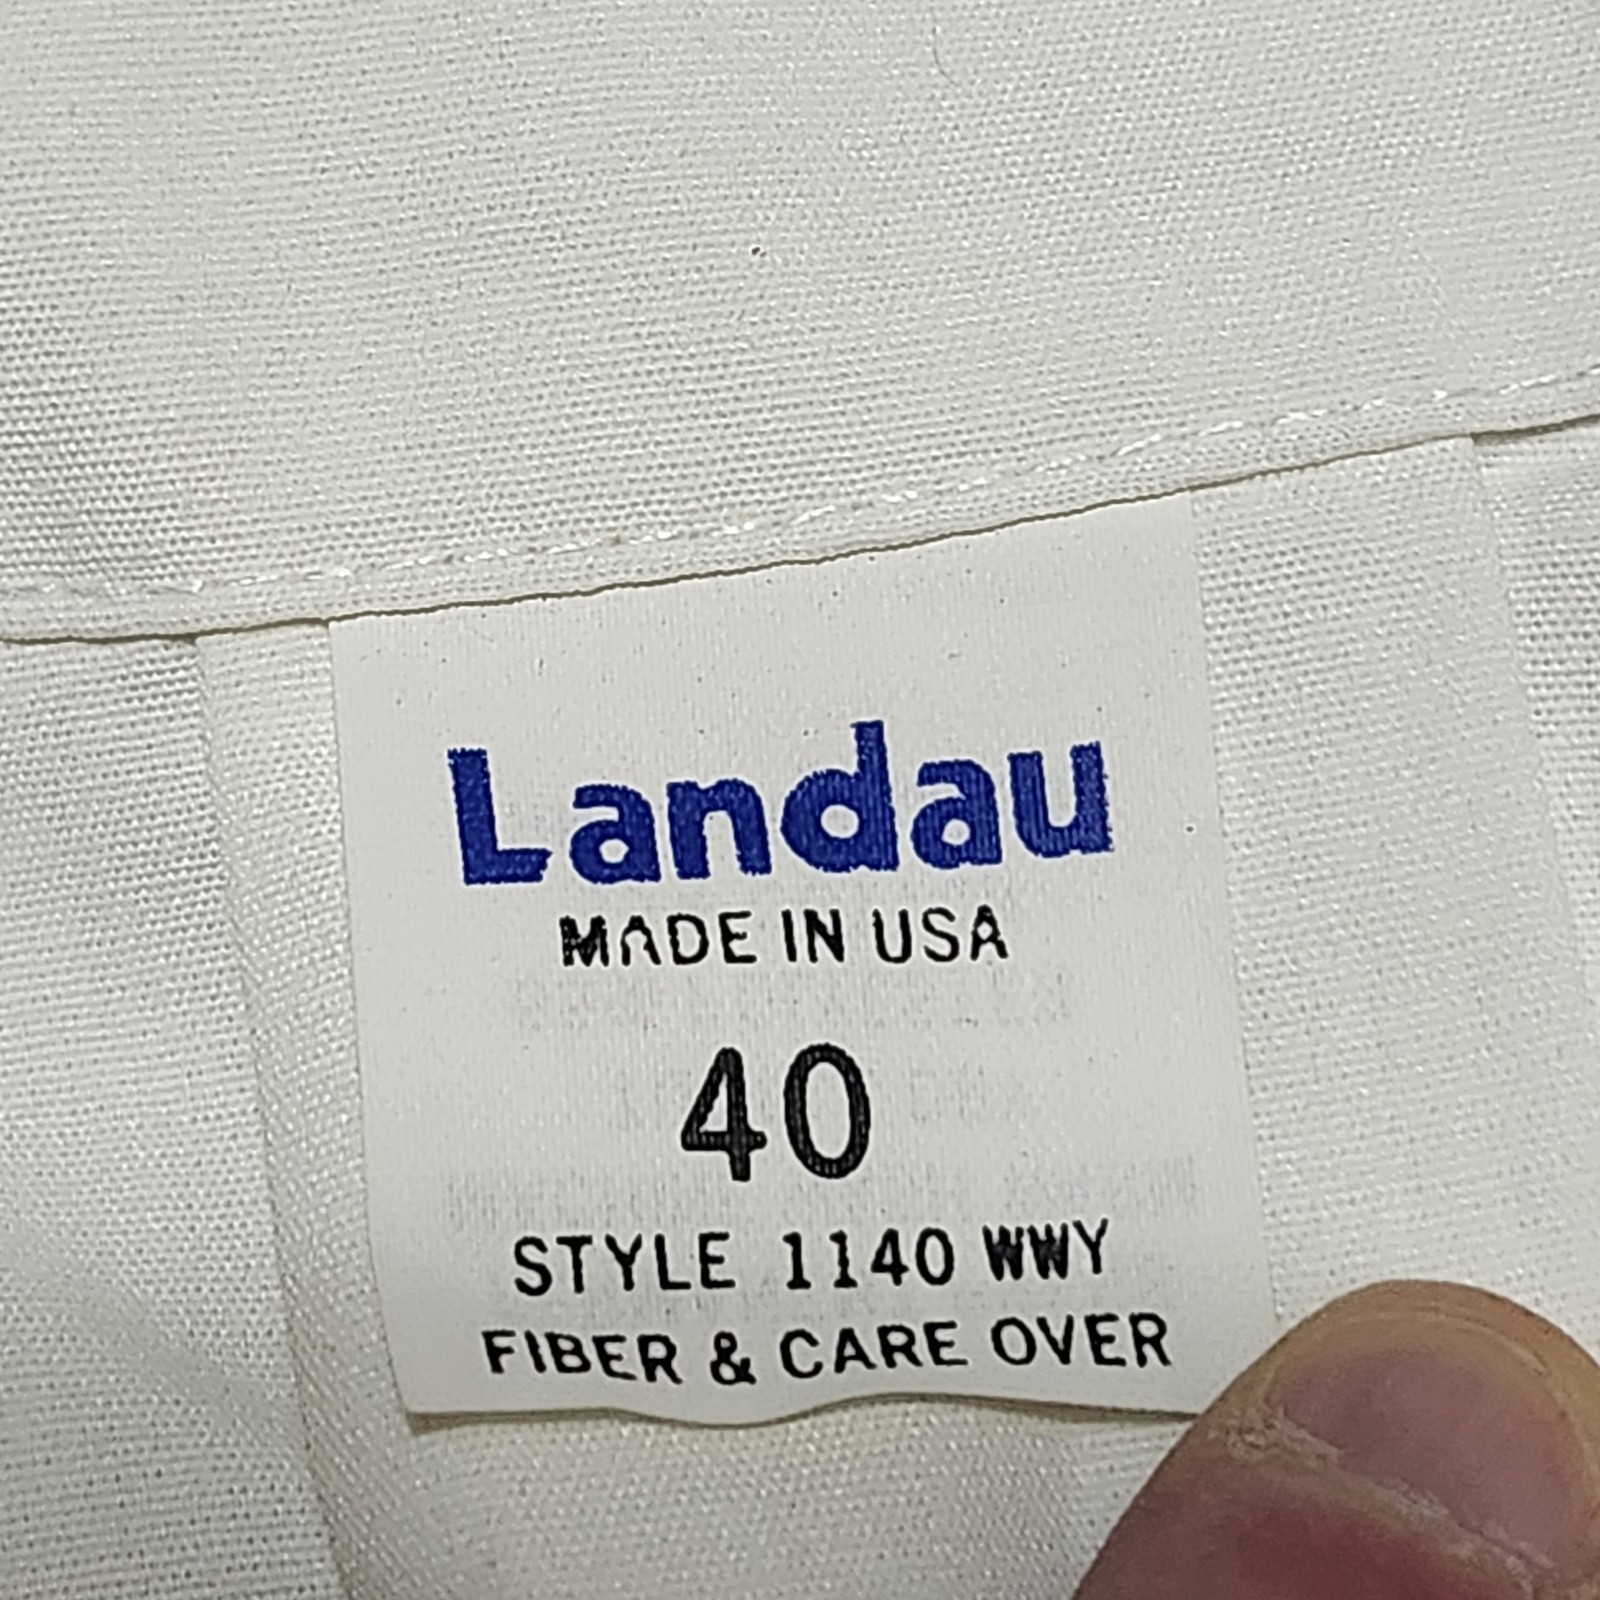 Landau
MADE IN USA
40
STYLE 1140 WWY
FIBER & CARE OVER